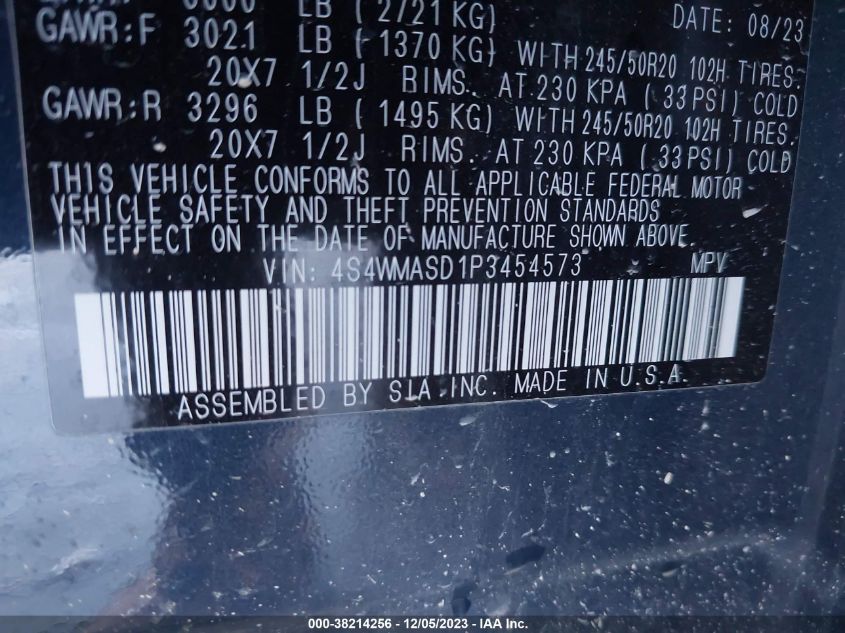 LB ( 2721 KG)
DATE: 08/23
GAWR:F 3021 LB ( 1370 KG) WITH 245/50R20 102H TIRES.
20X7 1/2J RIMS. AT 230 KPA ( 33 PSI) COLD
GAWR:R 3296 LB ( 1495 KG) WITH 245/50R20 102H TIRES.
20X7 1/2J RIMS. AT 230 KPA ( 33 PSI) COLD
THIS VEHICLE CONFORMS TO ALL APPLICABLE FEDERAL MOTOR
VEHICLE SAFETY AND THEFT PREVENTION STANDARDS
IN EFFECT ON THE DATE OF MANUFACTURE SHOWN ABOVE.
VIN: 4S4WMASD1P3454573 MPV
ASSEMBLED BY SIA INC. MADE IN U.S.A.
000-38214256 - 12/05/2023 - IAA Inc.